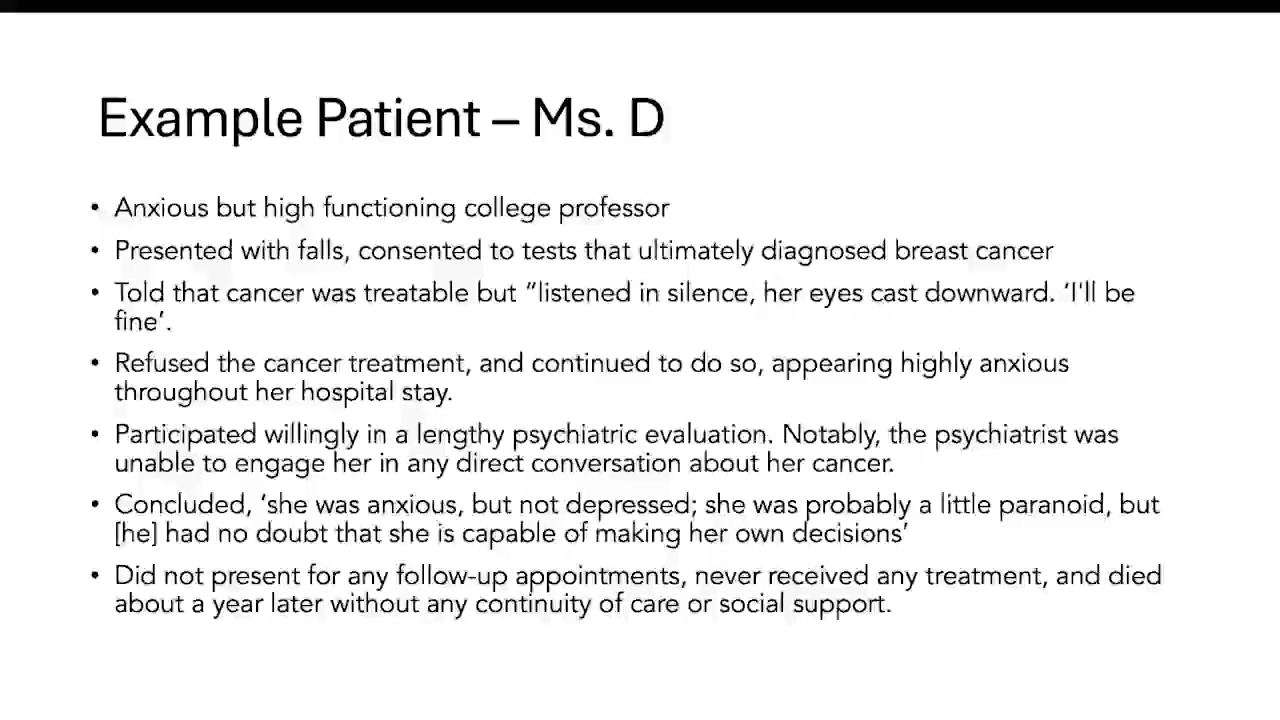 Example Patient – Ms. D
• Anxious but high functioning college professor
• Presented with falls, consented to tests that ultimately diagnosed breast cancer
• Told that cancer was treatable but “listened in silence, her eyes cast downward. ‘I'll be
fine’.
• Refused the cancer treatment, and continued to do so, appearing highly anxious
throughout her hospital stay.
• Participated willingly in a lengthy psychiatric evaluation. Notably, the psychiatrist was
unable to engage her in any direct conversation about her cancer.
• Concluded, ‘she was anxious, but not depressed; she was probably a little paranoid, but
[he] had no doubt that she is capable of making her own decisions’
• Did not present for any follow-up appointments, never received any treatment, and died
about a year later without any continuity of care or social support.